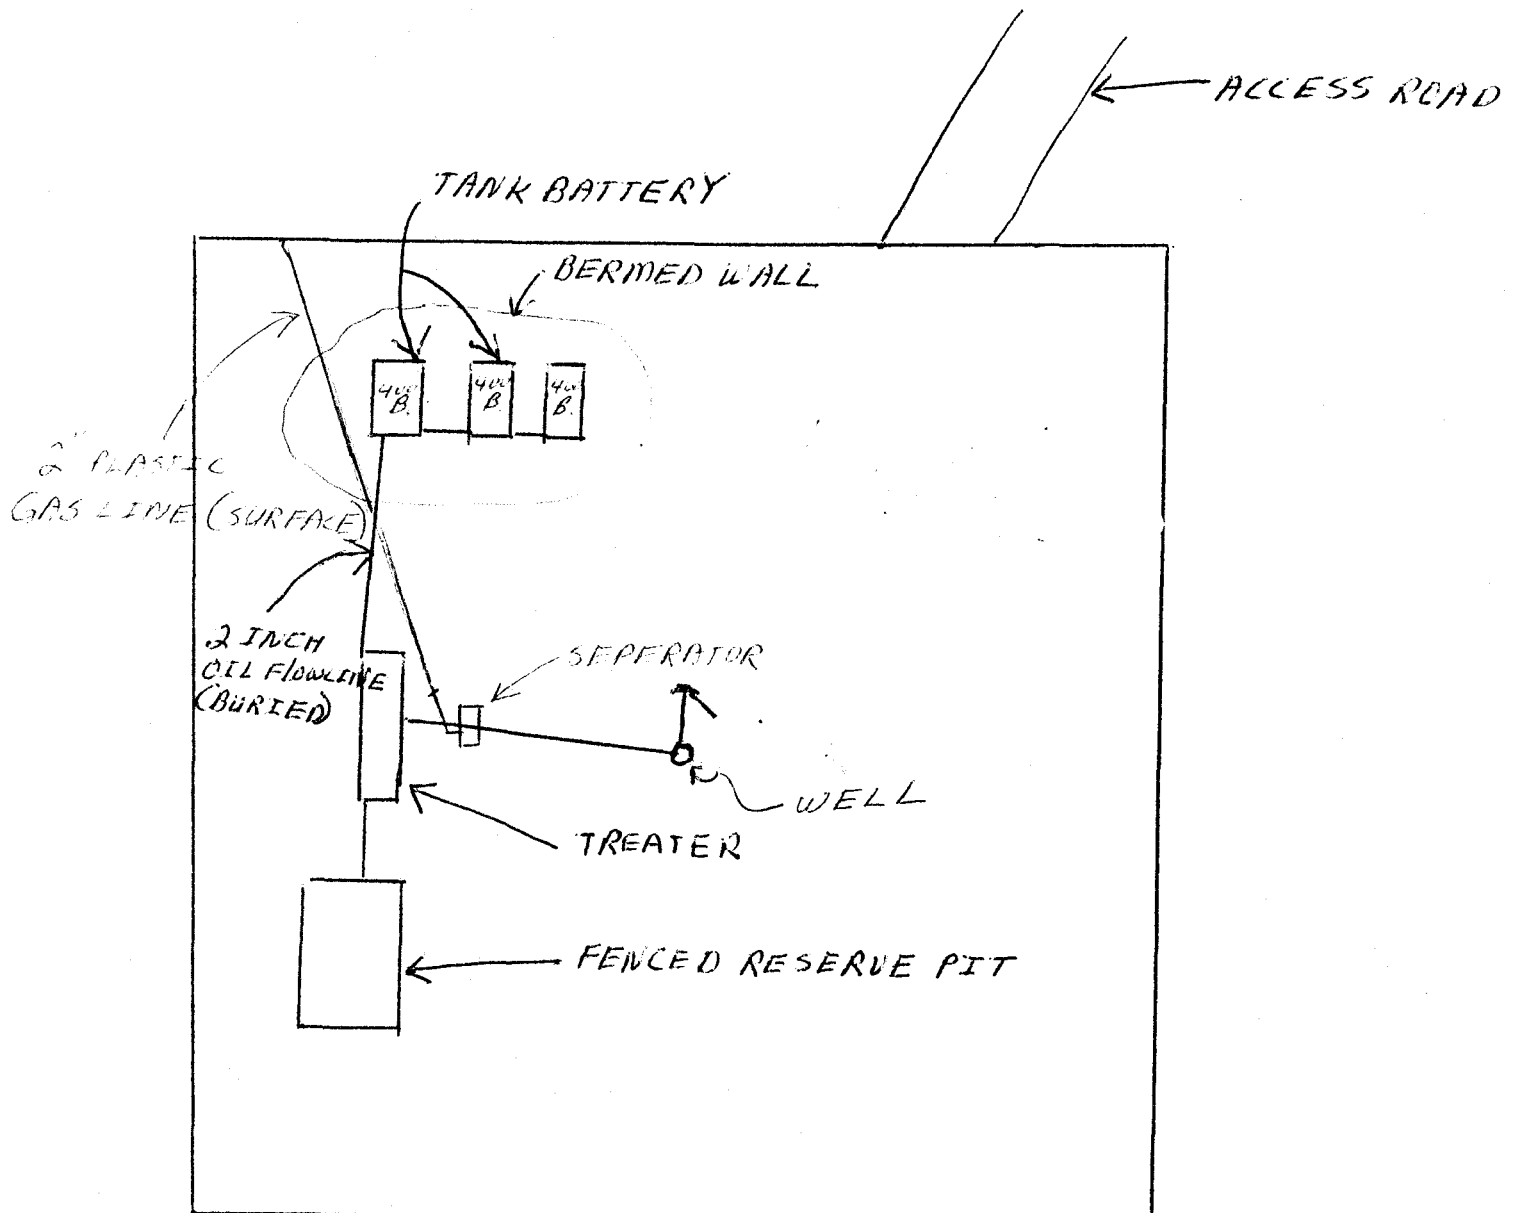 ACCESS ROAD
TANK BATTERY
BERMED WALL
400
B.
400
B.
400
B.
2" PLASTIC
GAS LINE (SURFACE)
2 INCH
OIL FLOWLINE
(BURIED)
SEPERATOR
WELL
TREATER
FENCED RESERVE PIT